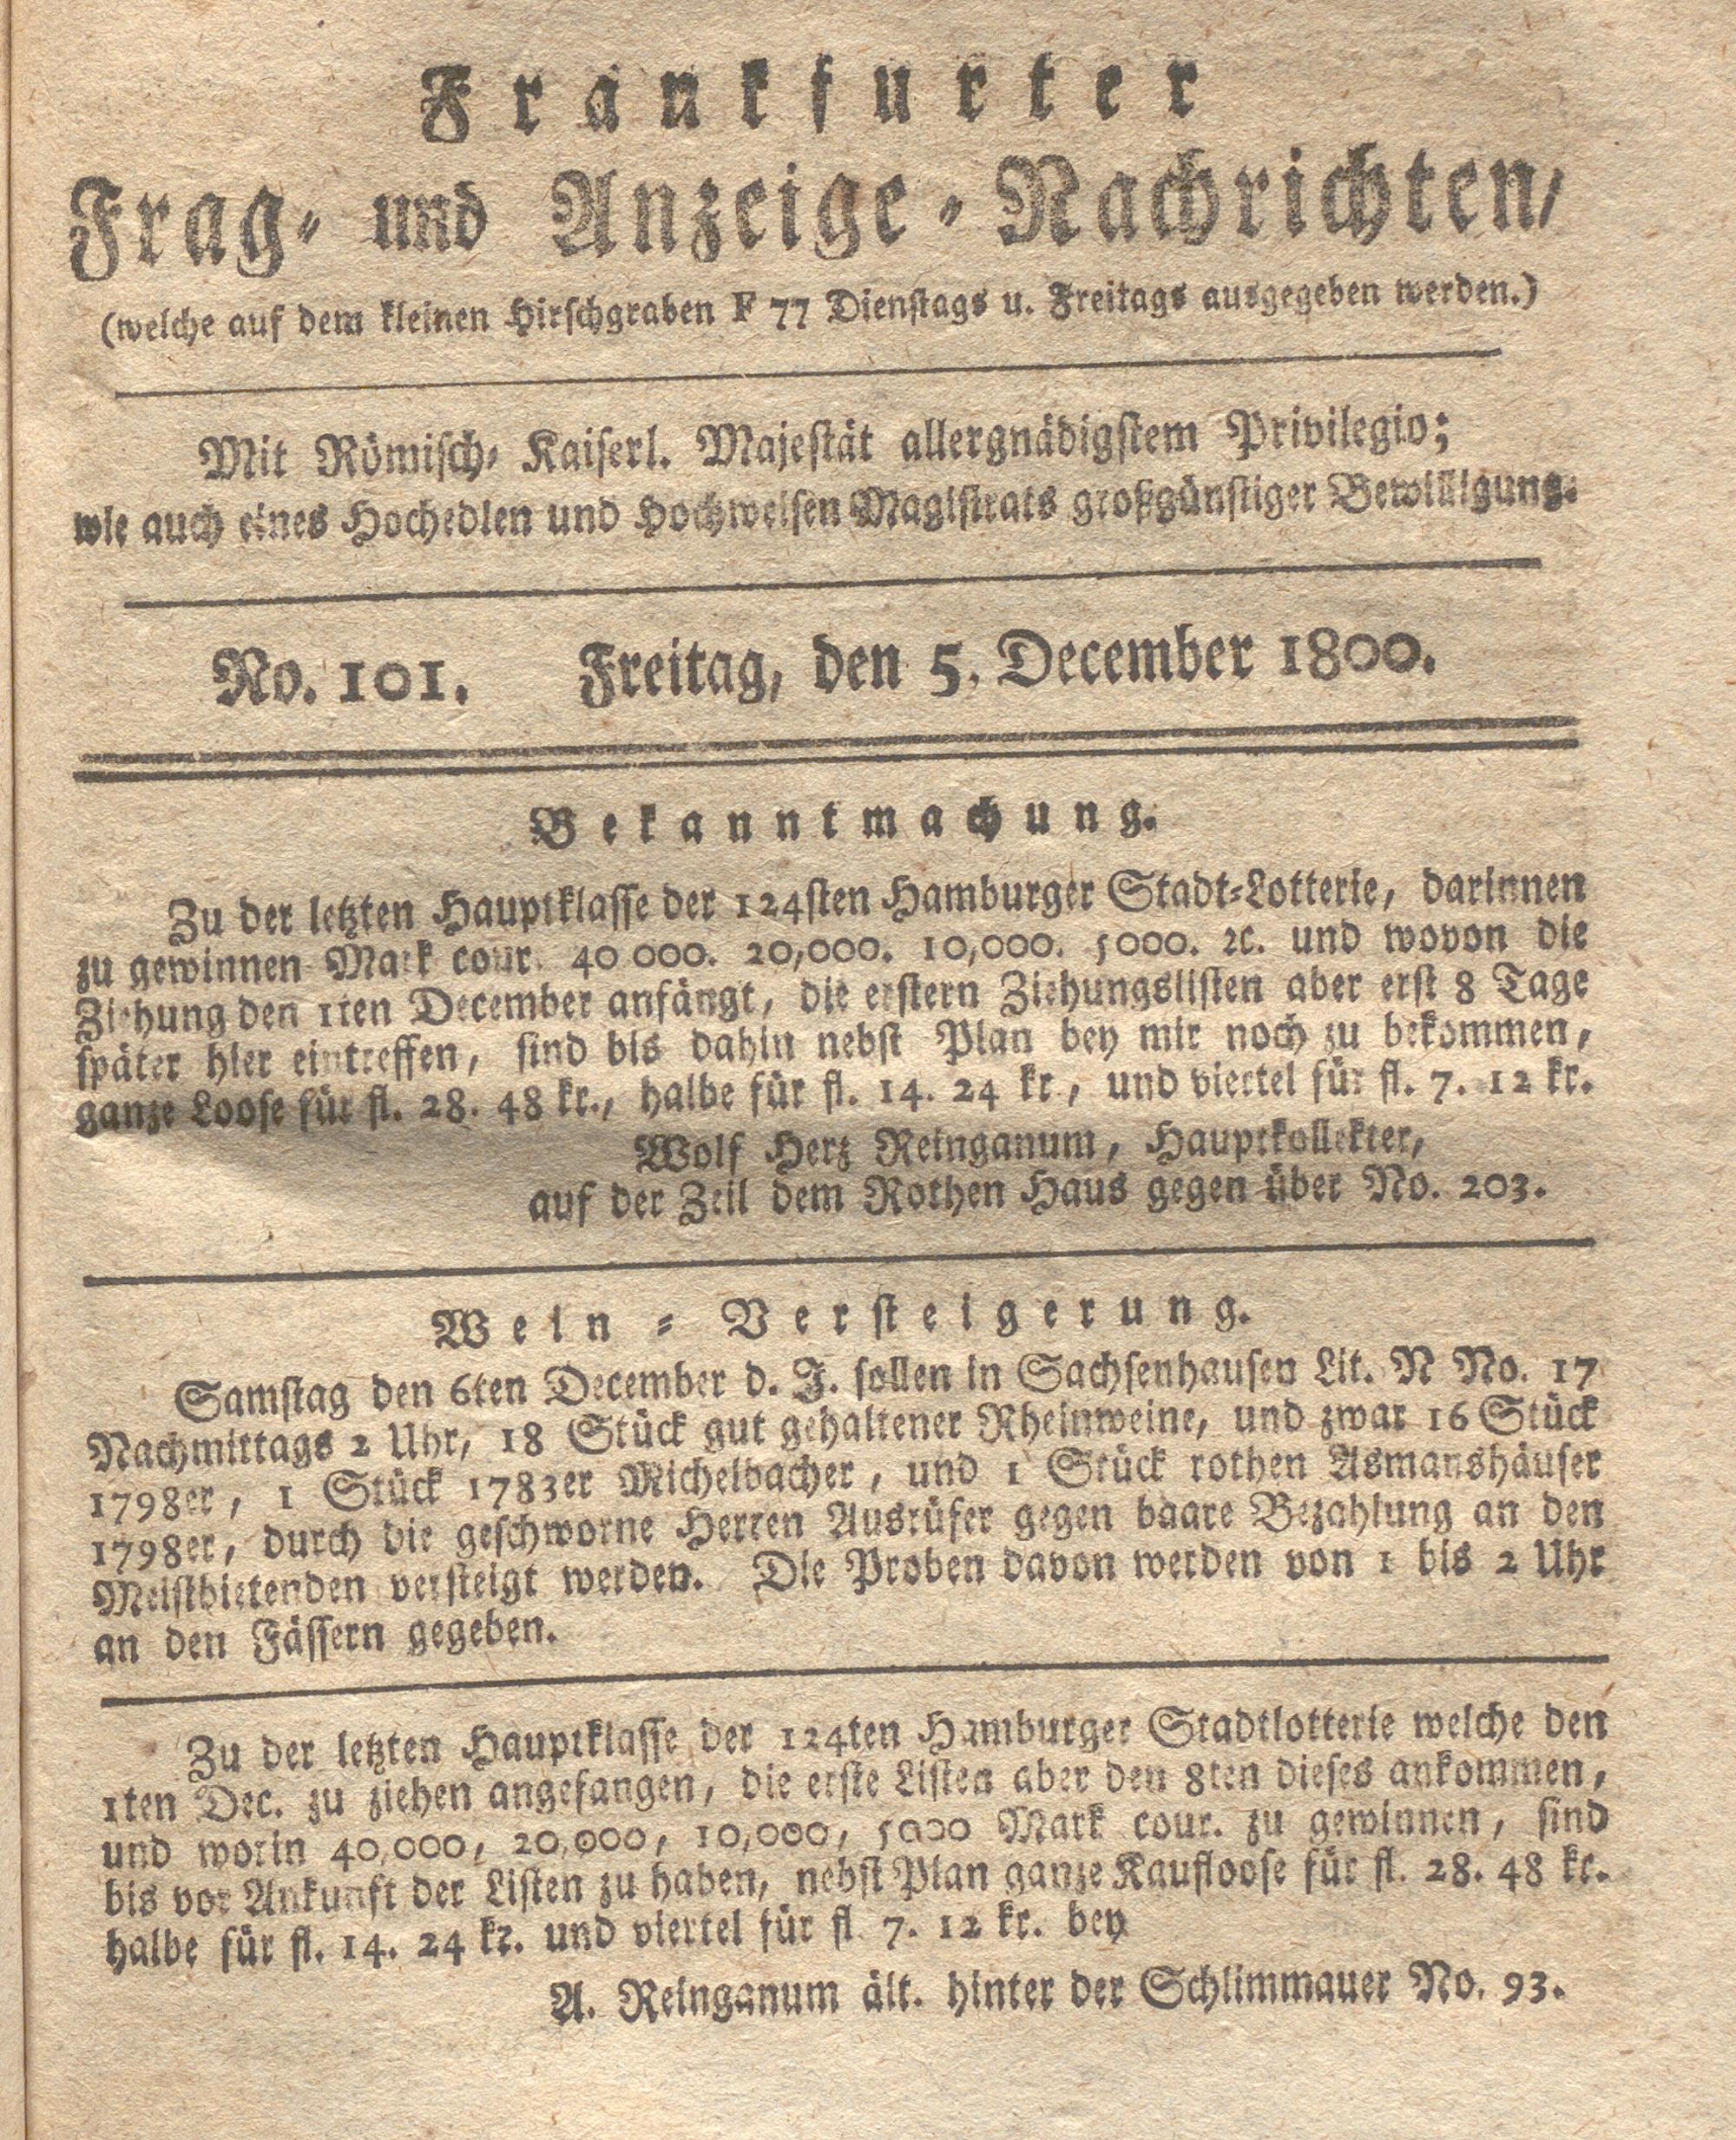 Frankfurter
Frag- und Anzeige-Nachrichten,
(welche auf dem kleinen Hirschgraben F 77 Dienstags u. Freitags ausgegeben werden.)
Mit Römisch- Kaiserl. Majestät allergnädigstem Privilegio;
wie auch eines Hochedlen und Hochweisen Magistrats großgünstiger Bewilligung.
No. 101. Freitag, den 5. December 1800.
Bekanntmachung.
Zu der letzten Hauptklasse der 124sten Hamburger Stadt-Lotterie, darinnen
zu gewinnen Mark cour. 40 000. 20,000. 10,000. 5000. ꝛc. und wovon die
Ziehung den 1ten December anfängt, die erstern Ziehungslisten aber erst 8 Tage
später hier eintreffen, sind bis dahin nebst Plan bey mir noch zu bekommen,
ganze Loose für fl. 28. 48 kr., halbe für fl. 14. 24 kr, und viertel für fl. 7. 12 kr.
Wolf Herz Reinganum, Hauptkollekter,
auf der Zeil dem Rothen Haus gegen über No. 203.
Wein-Versteigerung.
Samstag den 6ten December d. J. sollen in Sachsenhausen Lit. N No. 17
Nachmittags 2 Uhr, 18 Stück gut gehaltener Rheinweine, und zwar 16 Stück
1798er, 1 Stück 1783er Michelbacher, und 1 Stück rothen Asmanshäuser
1798er, durch die geschworne Herren Ausrüfer gegen baare Bezahlung an den
Meistbietenden versteigt werden. Die Proben davon werden von 1 bis 2 Uhr
an den Fässern gegeben.
Zu der letzten Hauptklasse der 124ten Hamburger Stadtlotterie welche den
1ten Dec. zu ziehen angefangen, die erste Listen aber den 8ten dieses ankommen,
und worin 40,000, 20,000, 10,000, 5000 Mark cour. zu gewinnen, sind
bis vor Ankunft der Listen zu haben, nebst Plan ganze Kaufloose für fl. 28. 48 kr.
halbe für fl. 14. 24 kr. und viertel für fl 7. 12 kr. bey
A. Reinganum ält. hinter der Schlimmauer No. 93.